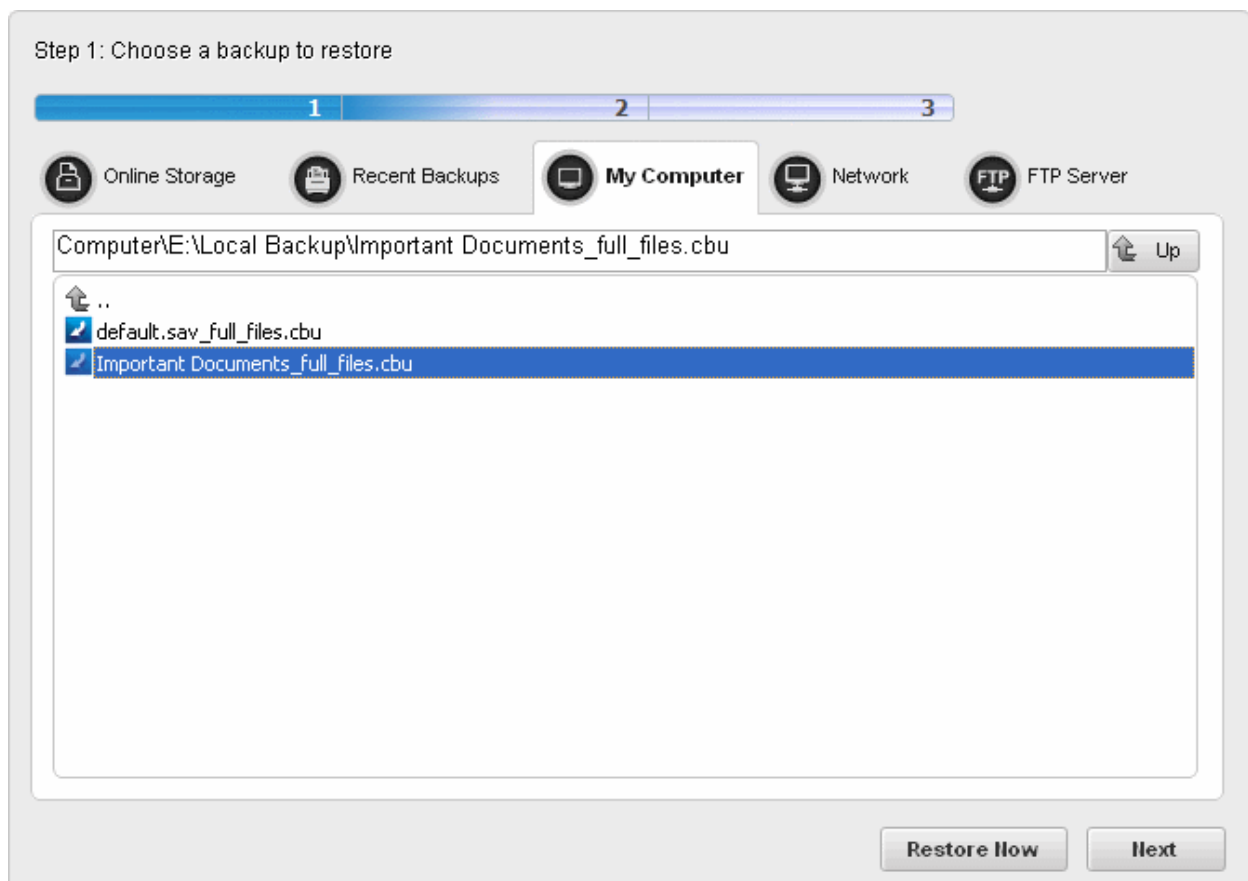 Step 1: Choose a backup to restore
1 2 3
Online Storage Recent Backups My Computer Network FTP FTP Server
Computer\E:\Local Backup\Important Documents_full_files.cbu Up
..
default.sav_full_files.cbu
Important Documents_full_files.cbu
Restore Now Next